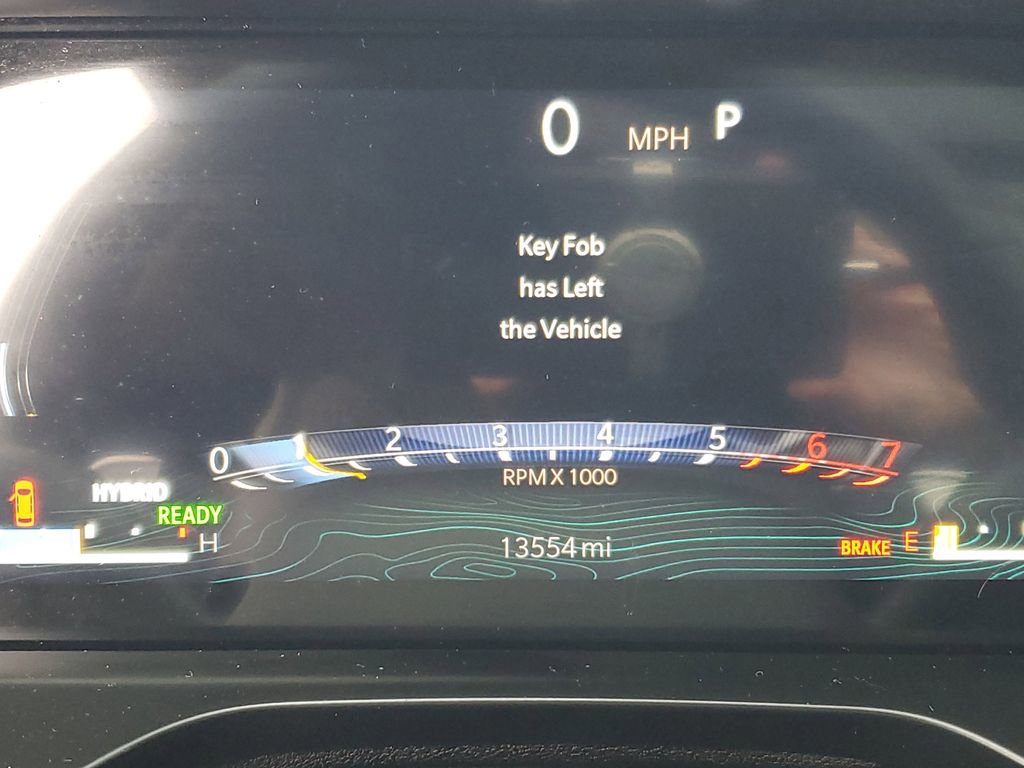 0 MPH P
Key Fob
has Left
the Vehicle
0 1 2 3 4 5 6 7
RPM X 1000
HYBRID
READY
H
13554 mi
BRAKE E